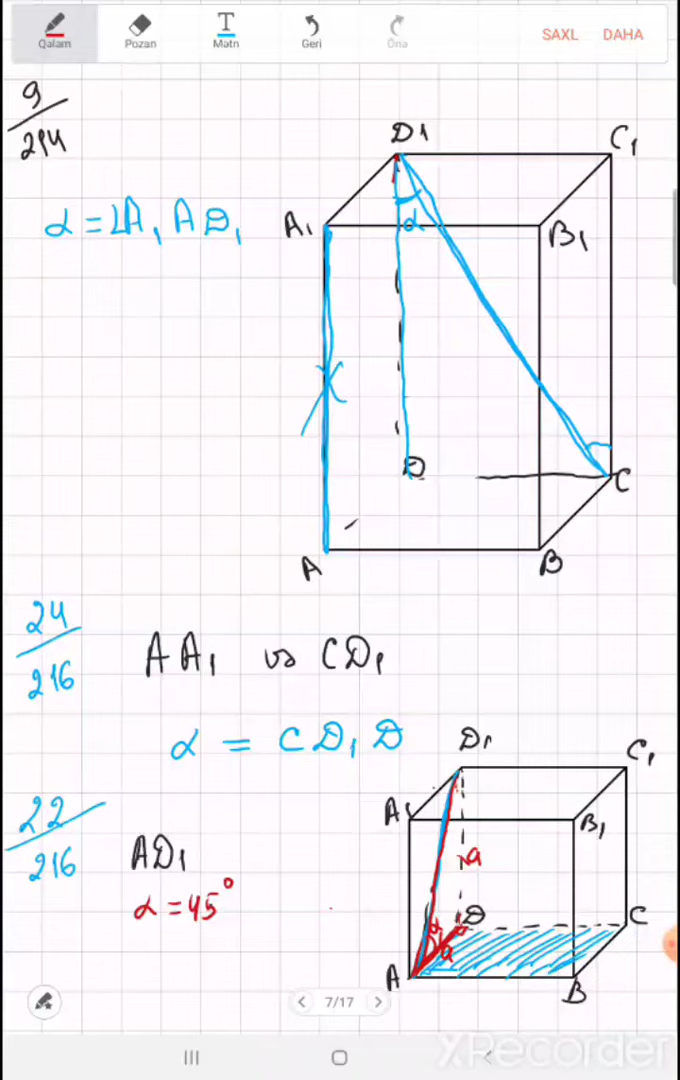 Qələm Pozan Mətn Geri Önə SAXL DAHA
9/214
D1 C1
α = ∠A1AD1
A1 α B1
D C
A B
24/216
AA1 və CD1
α = CD1D
D1 C1
22/216
A1 B1
AD1
a
α = 45°
D C
α a
A B
7/17
XRecorder